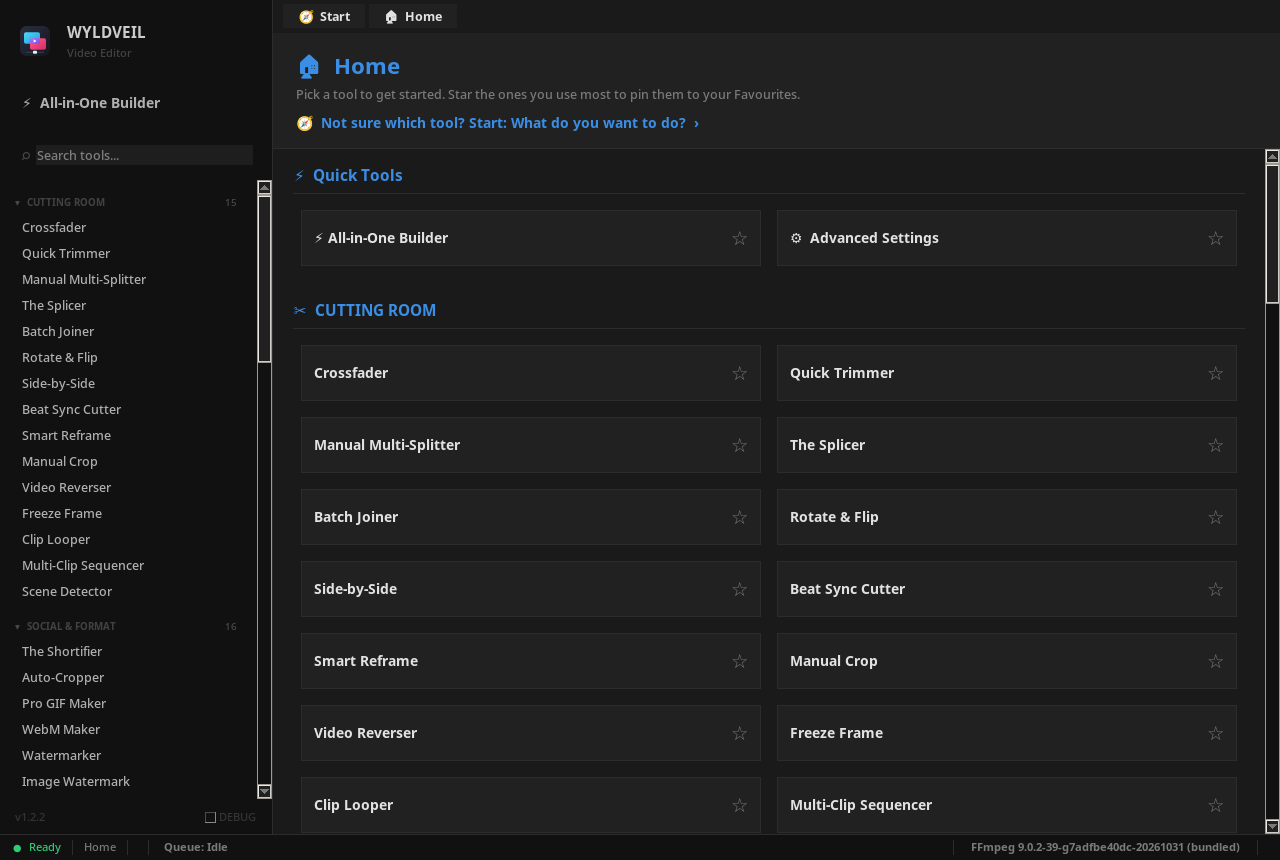 WYLDVEIL
Video Editor
All-in-One Builder
Search tools...
CUTTING ROOM 15
Crossfader
Quick Trimmer
Manual Multi-Splitter
The Splicer
Batch Joiner
Rotate & Flip
Side-by-Side
Beat Sync Cutter
Smart Reframe
Manual Crop
Video Reverser
Freeze Frame
Clip Looper
Multi-Clip Sequencer
Scene Detector
SOCIAL & FORMAT 16
The Shortifier
Auto-Cropper
Pro GIF Maker
WebM Maker
Watermarker
Image Watermark
v1.2.2 DEBUG
Start Home
Home
Pick a tool to get started. Star the ones you use most to pin them to your Favourites.
Not sure which tool? Start: What do you want to do? ›
Quick Tools
All-in-One Builder
Advanced Settings
CUTTING ROOM
Crossfader
Quick Trimmer
Manual Multi-Splitter
The Splicer
Batch Joiner
Rotate & Flip
Side-by-Side
Beat Sync Cutter
Smart Reframe
Manual Crop
Video Reverser
Freeze Frame
Clip Looper
Multi-Clip Sequencer
Ready Home Queue: Idle FFmpeg 9.0.2-39-g7adfbe40dc-20261031 (bundled)